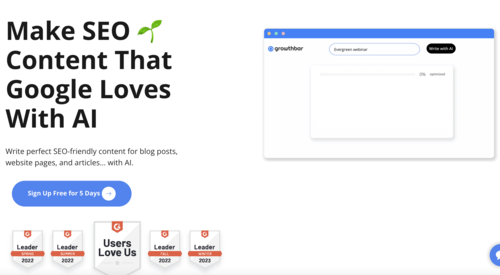 Make SEO
Content That
Google Loves
With AI
Write perfect SEO-friendly content for blog posts,
website pages, and articles... with AI.
Sign Up Free for 5 Days
growthbar
Evergreen webinar
Write with AI
0% optimized
Leader
SPRING
2022
Leader
SUMMER
2022
Users
Love Us
Leader
FALL
2022
Leader
WINTER
2023